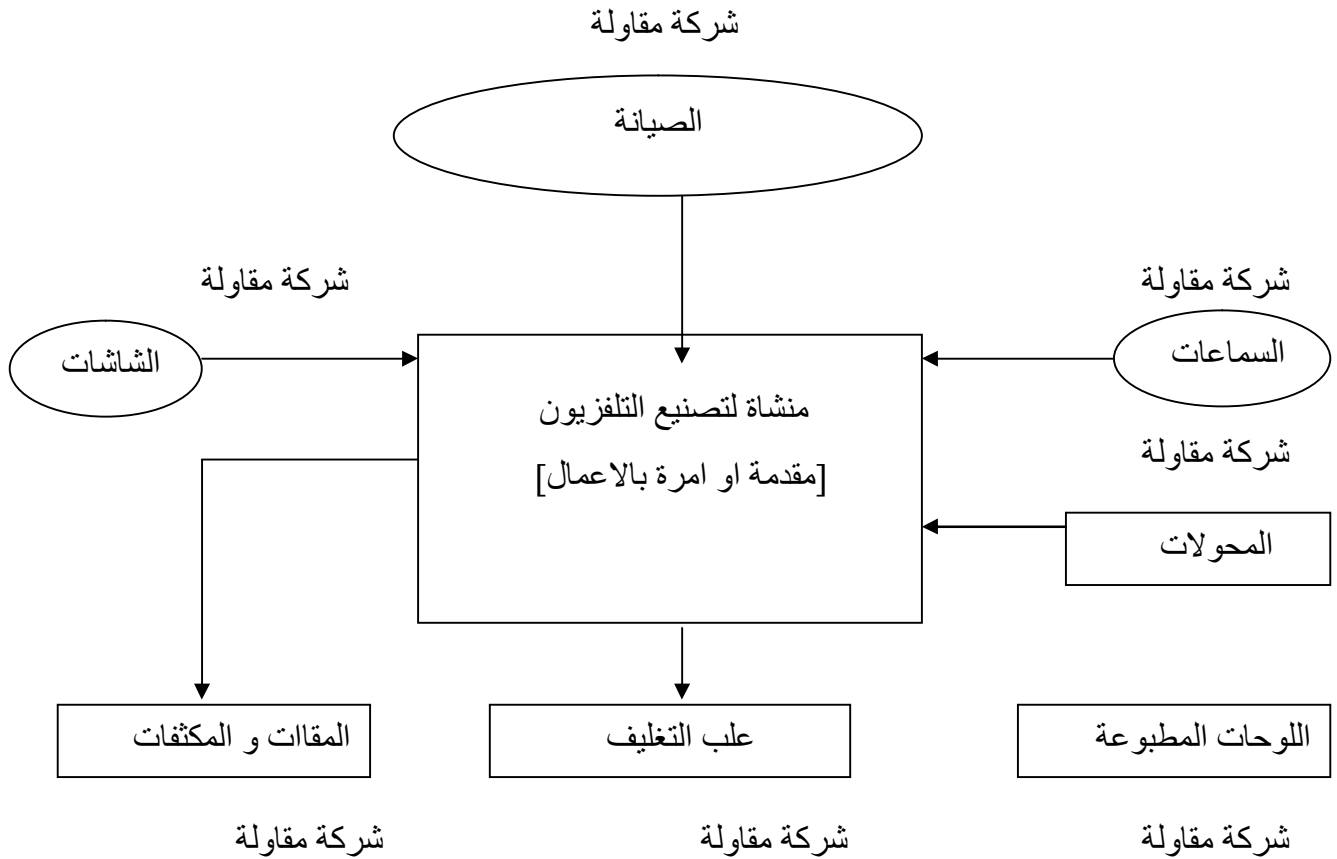 شركة مقاولة
الصيانة
شركة مقاولة
شركة مقاولة
السماعات
الشاشات
منشاة لتصنيع التلفزيون
[مقدمة او امرة بالاعمال]
شركة مقاولة
المحولات
اللوحات المطبوعة
علب التغليف
المقاات و المكثفات
شركة مقاولة
شركة مقاولة
شركة مقاولة